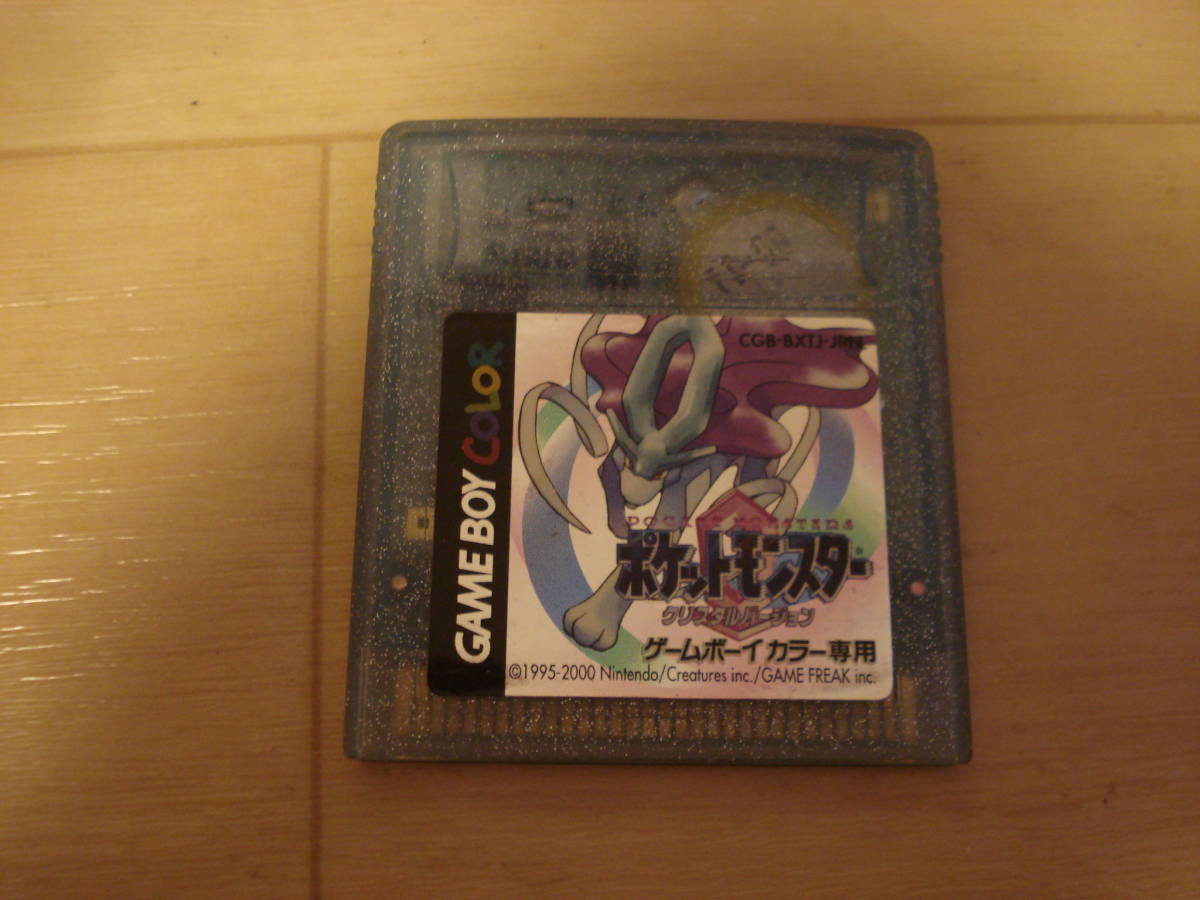 CGB-BXTJ-JPN
GAME BOY COLOR
POCKET MONSTERS
ポケットモンスター
クリスタルバージョン
ゲームボーイカラー専用
©1995-2000 Nintendo/Creatures inc./GAME FREAK inc.